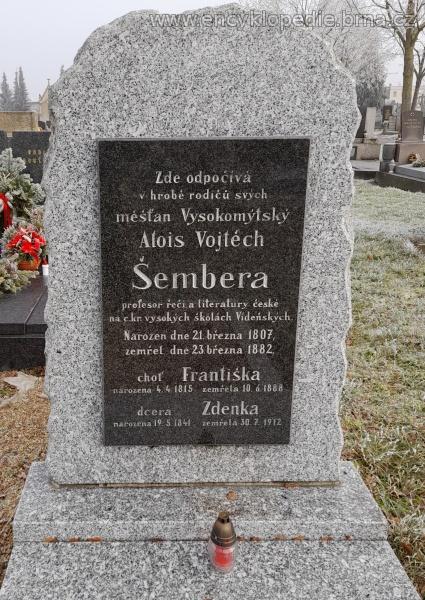 www.encyklopedie.brna.cz
Zde odpočívá
v hrobě rodičů svých
měšťan Vysokomýtský
Alois Vojtěch
Šembera
profesor řeči a literatury české
na c.kr. vysokých školách Vídeňských.
Narozen dne 21. března 1807,
zemřel dne 23. března 1882.
choť Františka
narozena 4. 4. 1815 zemřela 10. 6. 1888
dcera Zdenka
narozena 19. 5. 1841 zemřela 30. 7. 1912